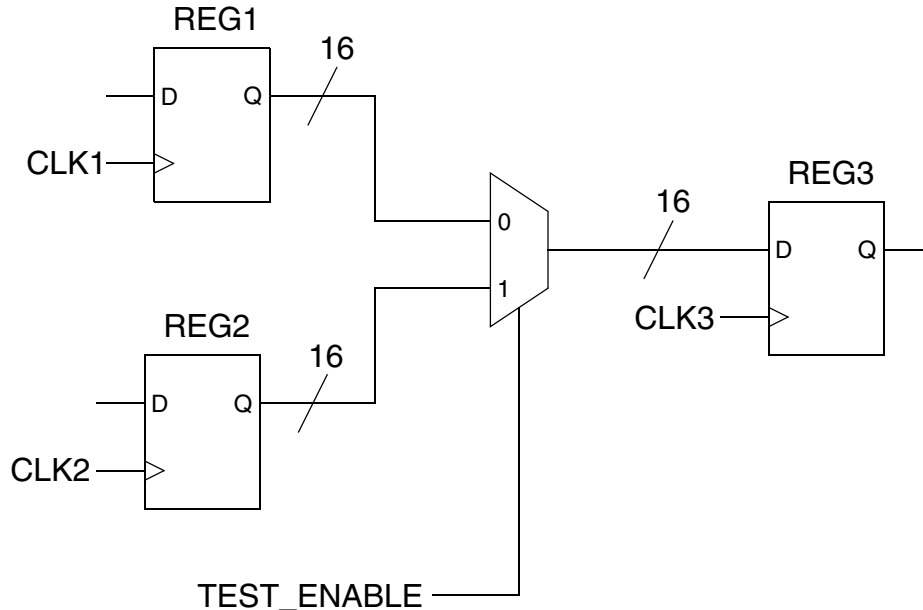 REG1
16
D
Q
CLK1
REG3
16
0
D
Q
1
CLK3
REG2
16
D
Q
CLK2
TEST_ENABLE